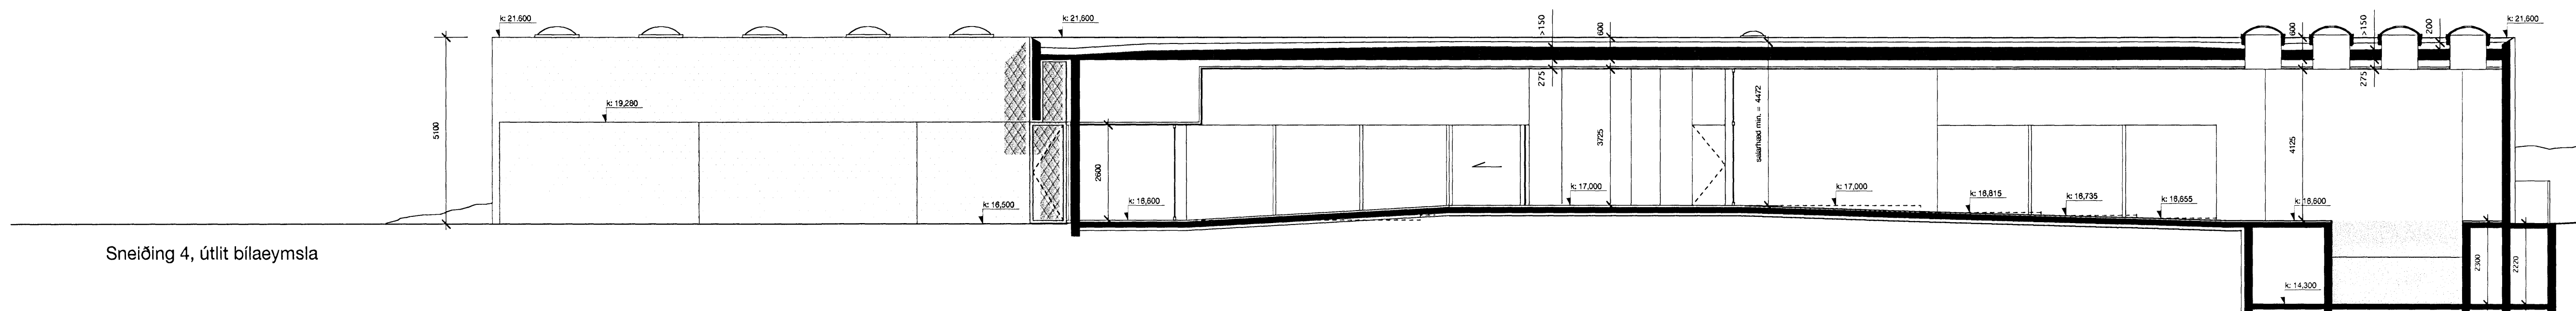 k: 21.600
k: 21,600
>150
600
600
>150
200
k: 21,600
275
275
k: 19,280
5100
salarhæð mín. = 4472
3725
4125
2600
k: 16,500
k: 16,600
k: 17,000
k: 17,000
k: 16,815
k: 16,735
k: 16,655
k: 16,600
Sneiðing 4, útlit bílaeymsla
2300
2220
k: 14,300